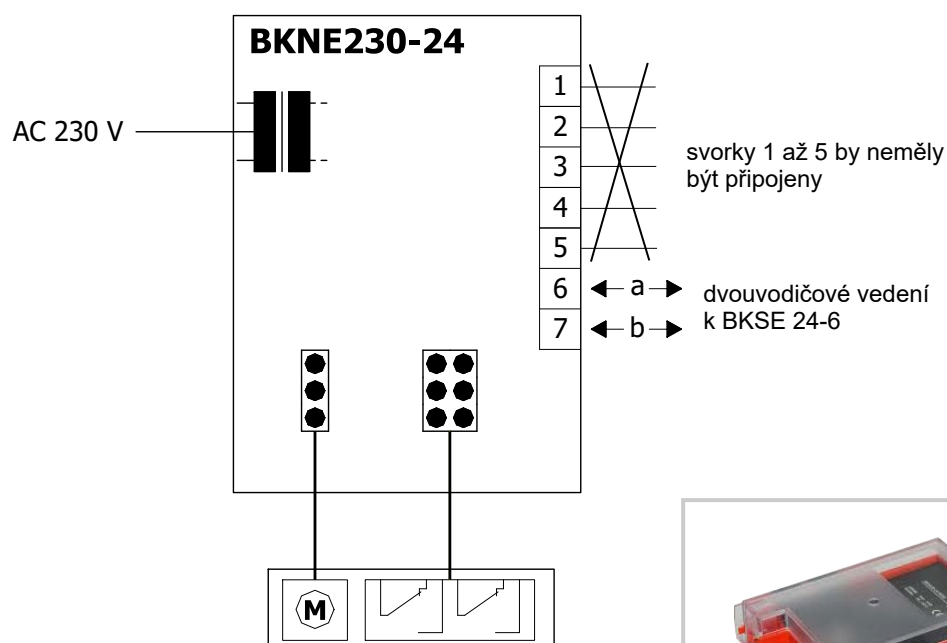 BKNE230-24
AC 230 V
1
2
3
4
5
6
7
svorky 1 až 5 by neměly
být připojeny
a
b
dvouvodičové vedení
k BKSE 24-6
M